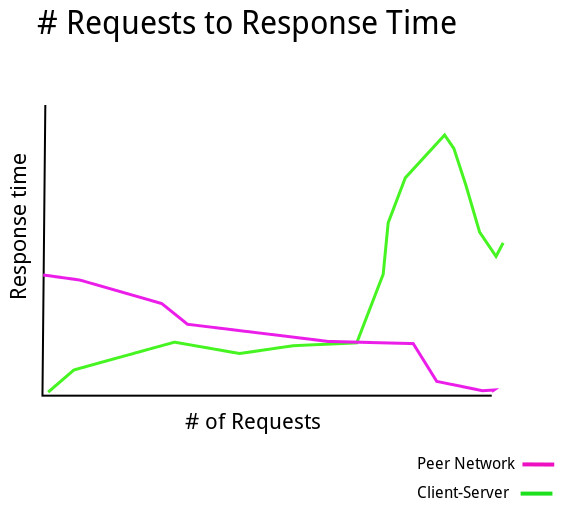 # Requests to Response Time
Response time
# of Requests
Peer Network
Client-Server